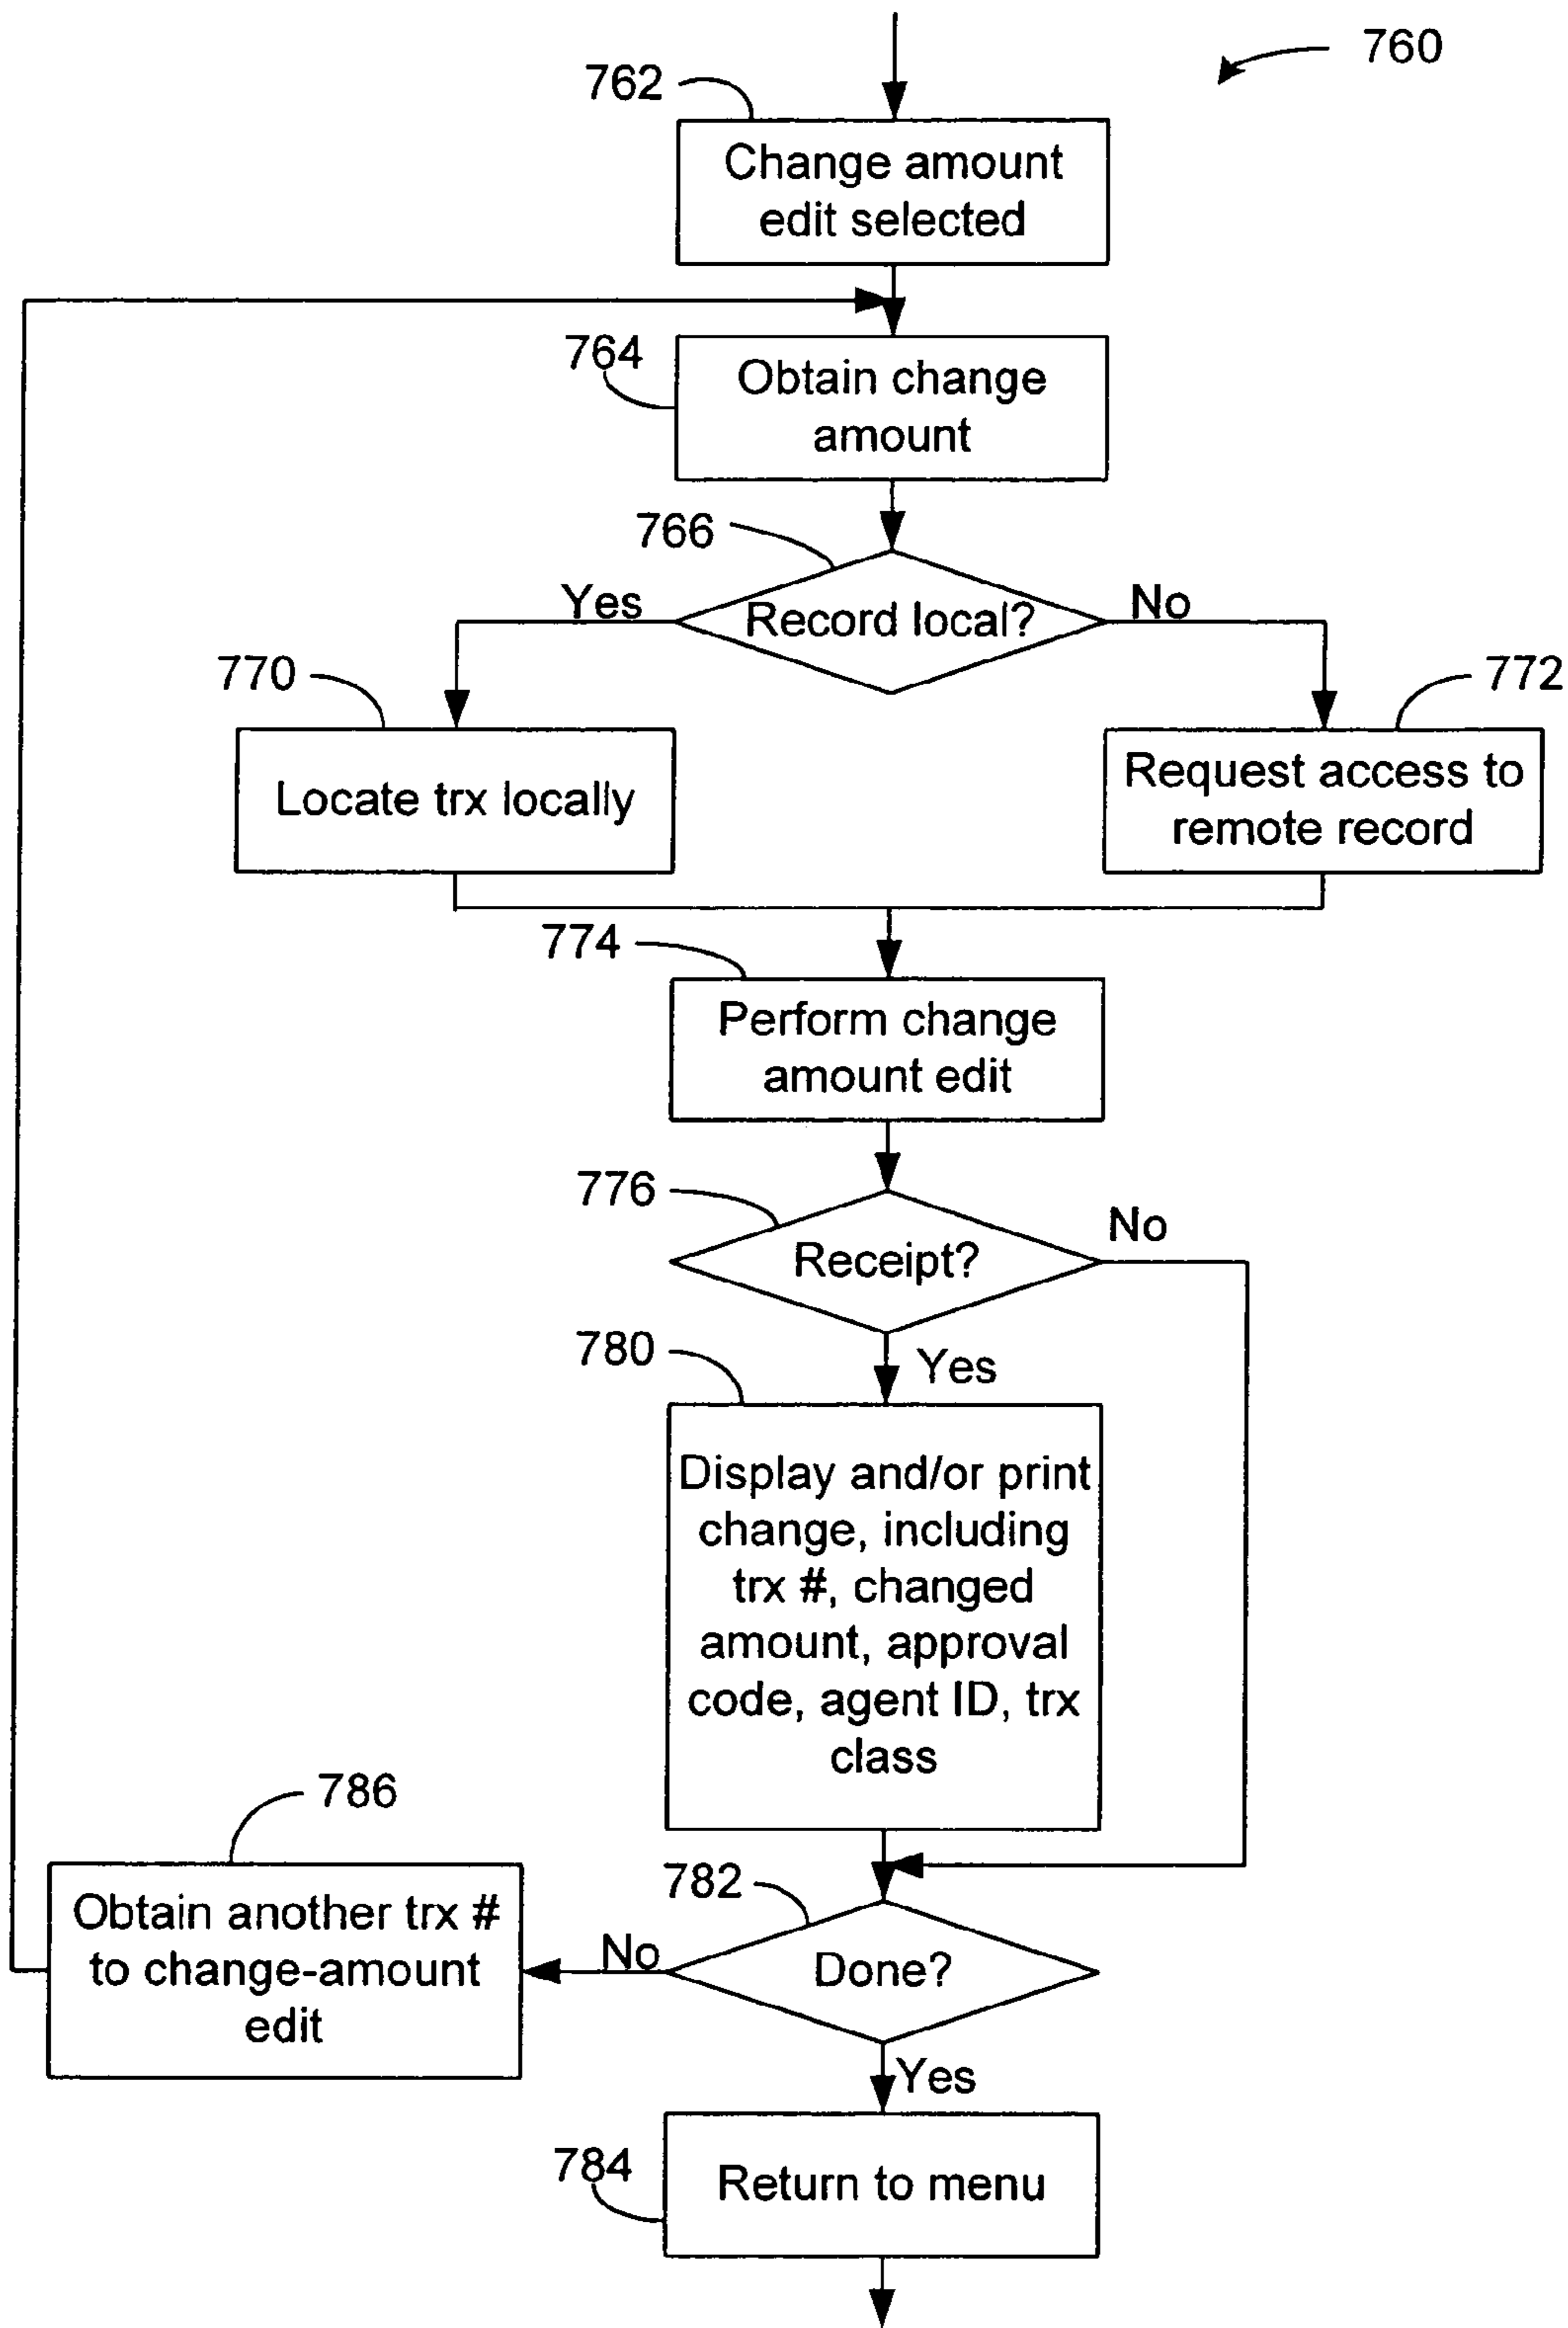 760
762
Change amount
edit selected
764
Obtain change
amount
766
Yes
Record local?
No
770
772
Locate trx locally
Request access to
remote record
774
Perform change
amount edit
776
No
Receipt?
780
Yes
Display and/or print
change, including
trx #, changed
amount, approval
code, agent ID, trx
class
786
782
Obtain another trx #
to change-amount
edit
No
Done?
Yes
784
Return to menu